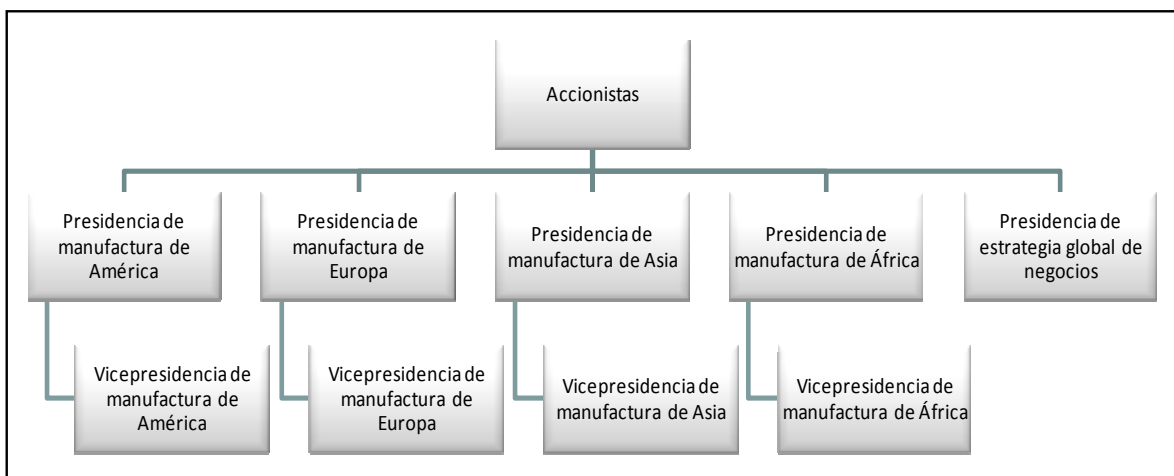 Accionistas
Presidencia de
manufactura de
América
Presidencia de
manufactura de
Europa
Presidencia de
manufactura de Asia
Presidencia de
manufactura de África
Presidencia de
estrategia global de
negocios
Vicepresidencia de
manufactura de
América
Vicepresidencia de
manufactura de
Europa
Vicepresidencia de
manufactura de Asia
Vicepresidencia de
manufactura de África